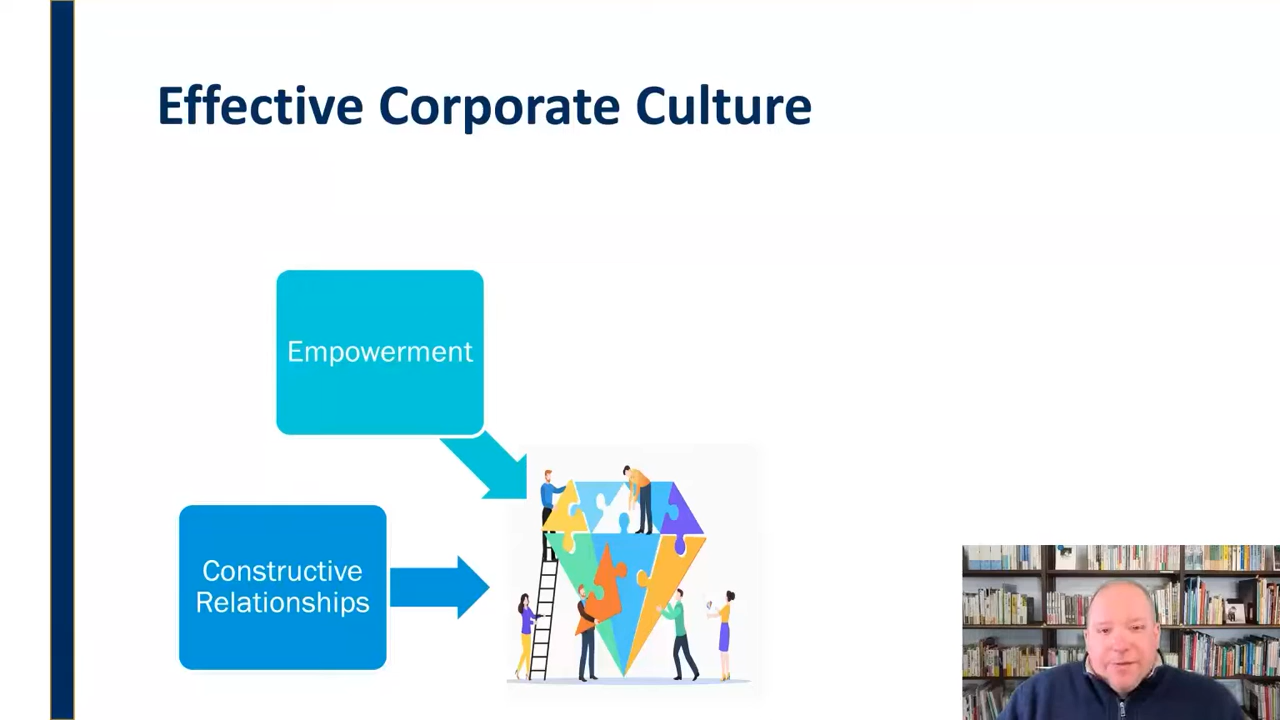 Effective Corporate Culture
Empowerment
Constructive
Relationships